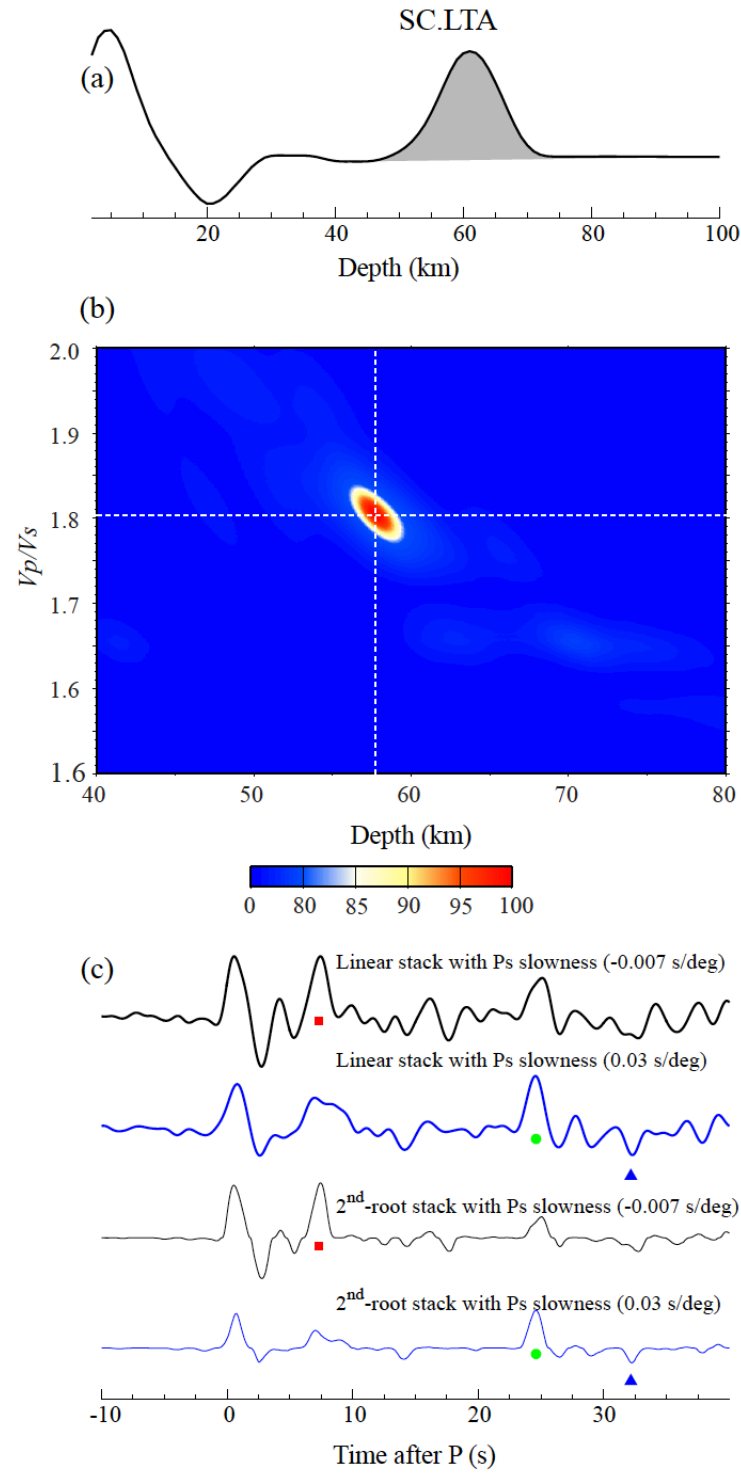 SC.LTA
(a)
20 40 60 80 100
Depth (km)
(b)
2.0
1.9
1.8
1.7
1.6
1.6
Vp/Vs
40 50 60 70 80
Depth (km)
0 80 85 90 95 100
(c)
Linear stack with Ps slowness (-0.007 s/deg)
Linear stack with Ps slowness (0.03 s/deg)
2nd-root stack with Ps slowness (-0.007 s/deg)
2nd-root stack with Ps slowness (0.03 s/deg)
-10 0 10 20 30
Time after P (s)